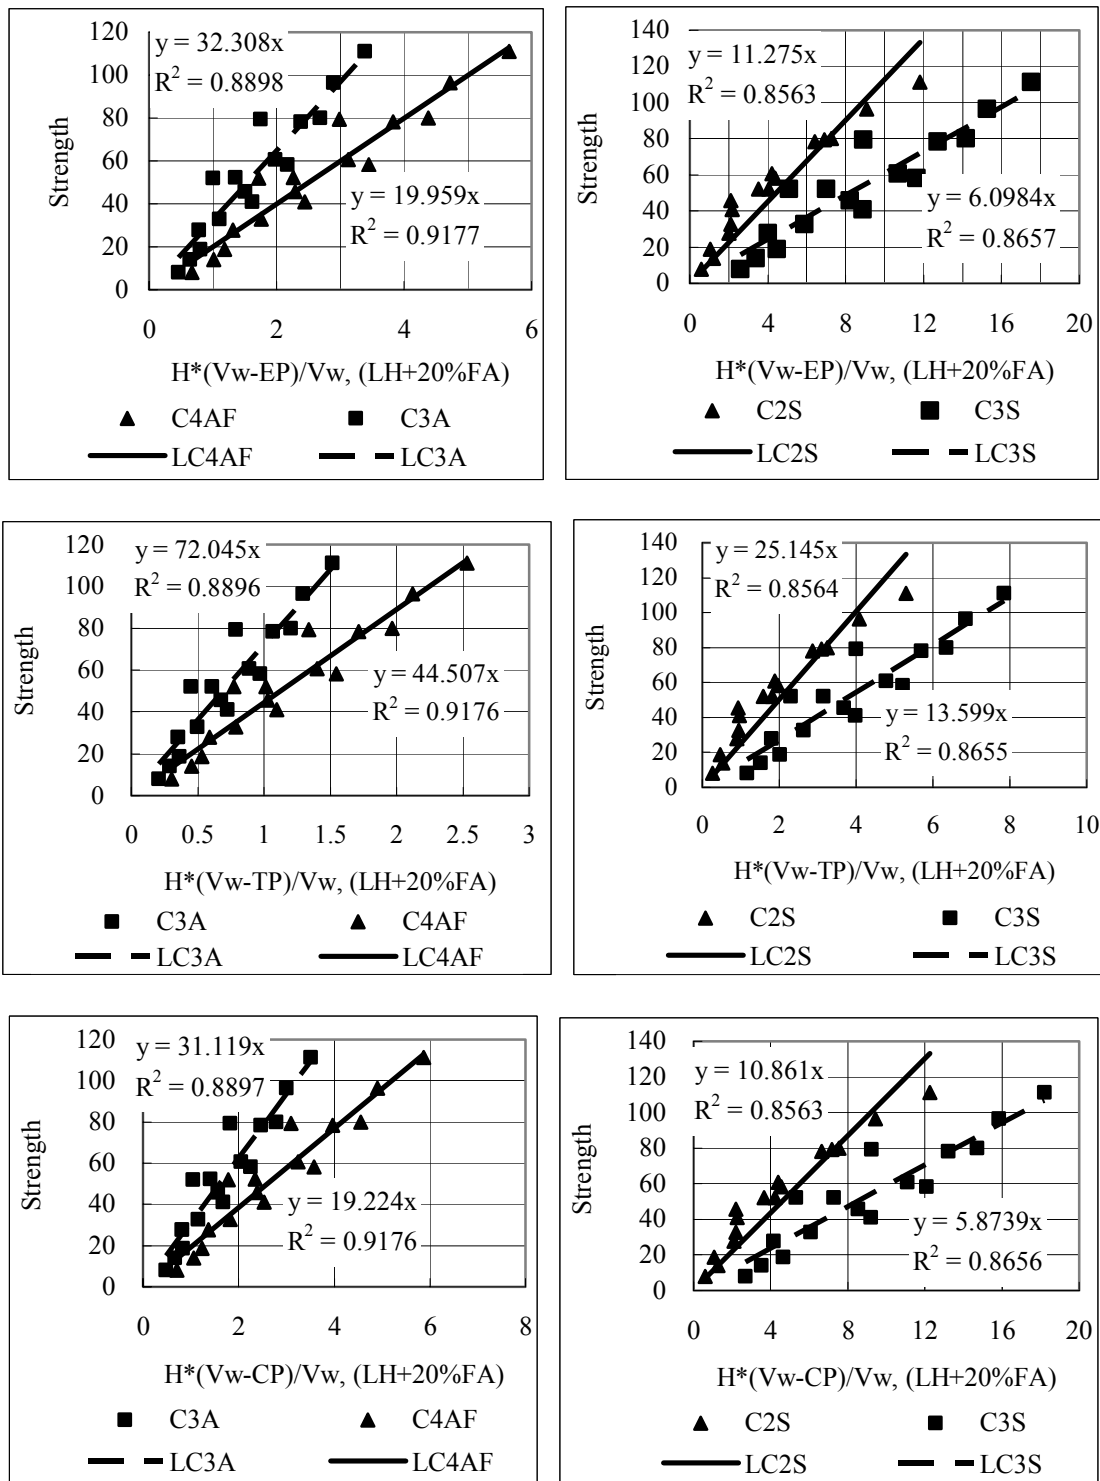 120
100
80
60
40
20
0
Strength
y = 32.308x
R² = 0.8898
y = 19.959x
R² = 0.9177
0 2 4 6
H*(Vw-EP)/Vw, (LH+20%FA)
C4AF C3A
LC4AF LC3A
140
120
100
80
60
40
20
0
Strength
y = 11.275x
R² = 0.8563
y = 6.0984x
R² = 0.8657
0 4 8 12 16 20
H*(Vw-EP)/Vw, (LH+20%FA)
C2S C3S
LC2S LC3S
120
100
80
60
40
20
0
Strength
y = 72.045x
R² = 0.8896
y = 44.507x
R² = 0.9176
0 0.5 1 1.5 2 2.5 3
H*(Vw-TP)/Vw, (LH+20%FA)
C3A C4AF
LC3A LC4AF
140
120
100
80
60
40
20
0
Strength
y = 25.145x
R² = 0.8564
y = 13.599x
R² = 0.8655
0 2 4 6 8 10
H*(Vw-TP)/Vw, (LH+20%FA)
C2S C3S
LC2S LC3S
120
100
80
60
40
20
0
Strength
y = 31.119x
R² = 0.8897
y = 19.224x
R² = 0.9176
0 2 4 6 8
H*(Vw-CP)/Vw, (LH+20%FA)
C3A C4AF
LC3A LC4AF
140
120
100
80
60
40
20
0
Strength
y = 10.861x
R² = 0.8563
y = 5.8739x
R² = 0.8656
0 4 8 12 16 20
H*(Vw-CP)/Vw, (LH+20%FA)
C2S C3S
LC2S LC3S